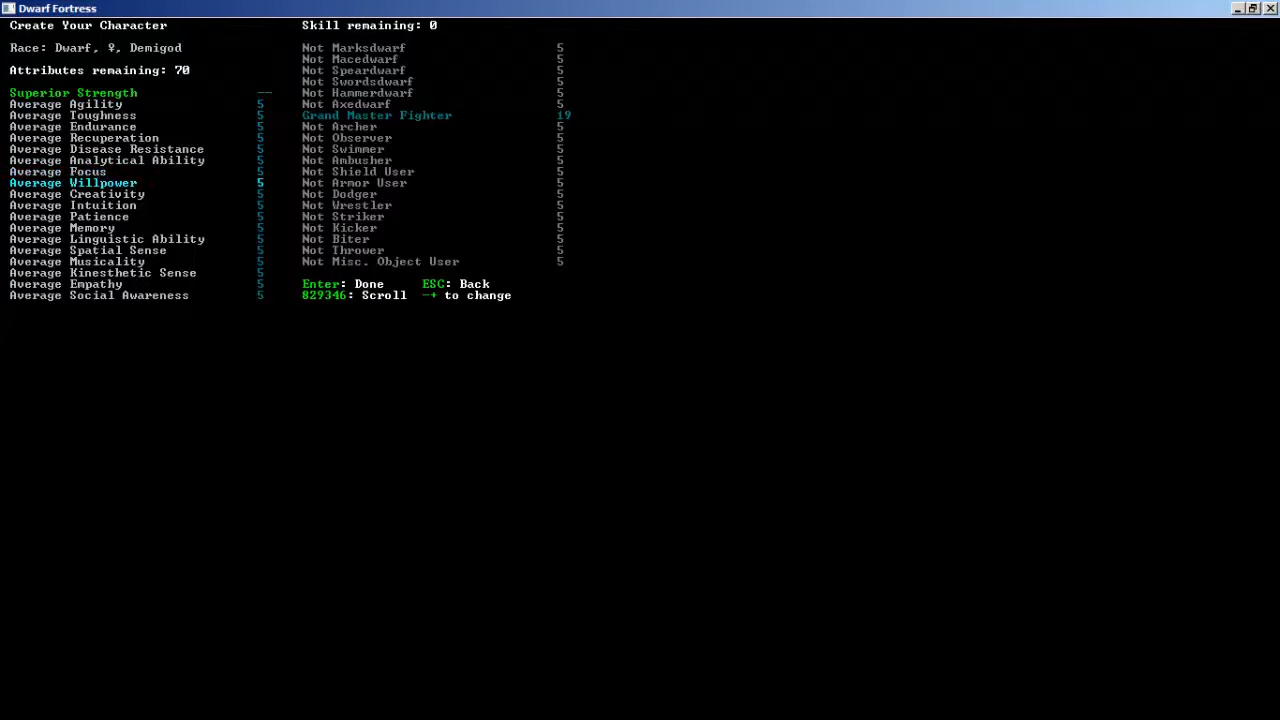 Dwarf Fortress
Create Your Character
Race: Dwarf, ♀, Demigod
Attributes remaining: 70
Superior Strength --
Average Agility 5
Average Toughness 5
Average Endurance 5
Average Recuperation 5
Average Disease Resistance 5
Average Analytical Ability 5
Average Focus 5
Average Willpower 5
Average Creativity 5
Average Intuition 5
Average Patience 5
Average Memory 5
Average Linguistic Ability 5
Average Spatial Sense 5
Average Musicality 5
Average Kinesthetic Sense 5
Average Empathy 5
Average Social Awareness 5
Skill remaining: 0
Not Marksdwarf 5
Not Macedwarf 5
Not Speardwarf 5
Not Swordsdwarf 5
Not Hammerdwarf 5
Not Axedwarf 5
Grand Master Fighter 19
Not Archer 5
Not Observer 5
Not Swimmer 5
Not Ambusher 5
Not Shield User 5
Not Armor User 5
Not Dodger 5
Not Wrestler 5
Not Striker 5
Not Kicker 5
Not Biter 5
Not Thrower 5
Not Misc. Object User 5
Enter: Done ESC: Back
829346: Scroll -+ to change